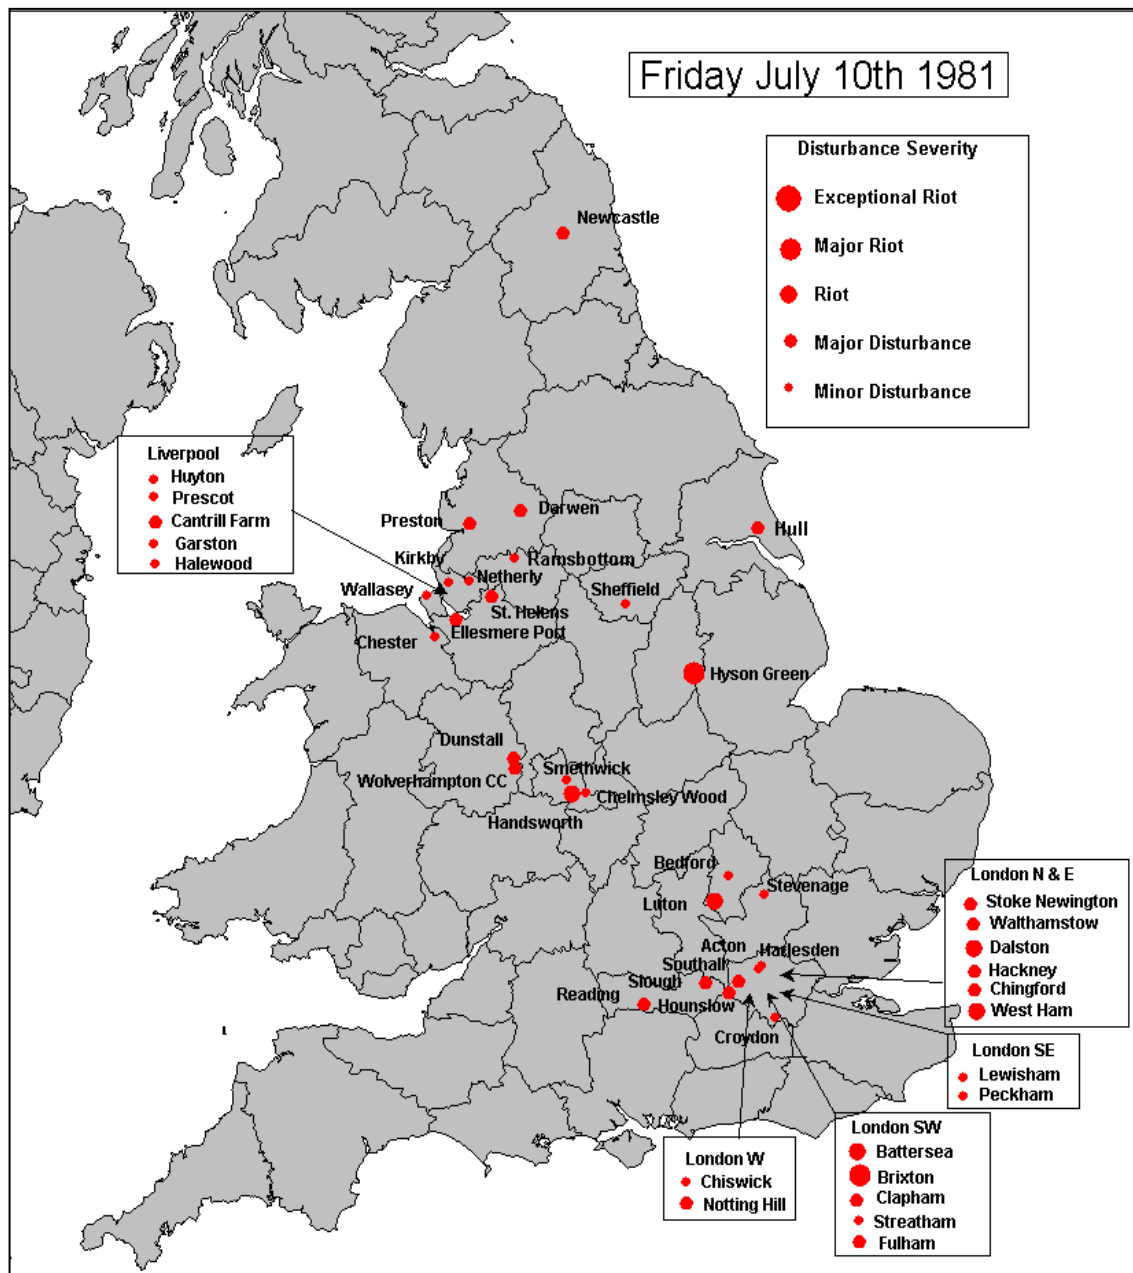 Friday July 10th 1981
Disturbance Severity
Exceptional Riot
Major Riot
Riot
Major Disturbance
Minor Disturbance
Newcastle
Liverpool
Huyton
Prescot
Cantrill Farm
Garston
Halewood
Darwen
Preston
Hull
Kirkby
Ramsbottom
Netherly
Wallasey
Sheffield
St. Helens
Ellesmere Port
Chester
Hyson Green
Dunstall
Smethwick
Wolverhampton CC
Chelmsley Wood
Handsworth
Bedford
Stevenage
Luton
Acton
Harlesden
Southall
Slough
Reading
Hounslow
Croydon
London N & E
Stoke Newington
Walthamstow
Dalston
Hackney
Chingford
West Ham
London SE
Lewisham
Peckham
London SW
Battersea
Brixton
Clapham
Streatham
Fulham
London W
Chiswick
Notting Hill